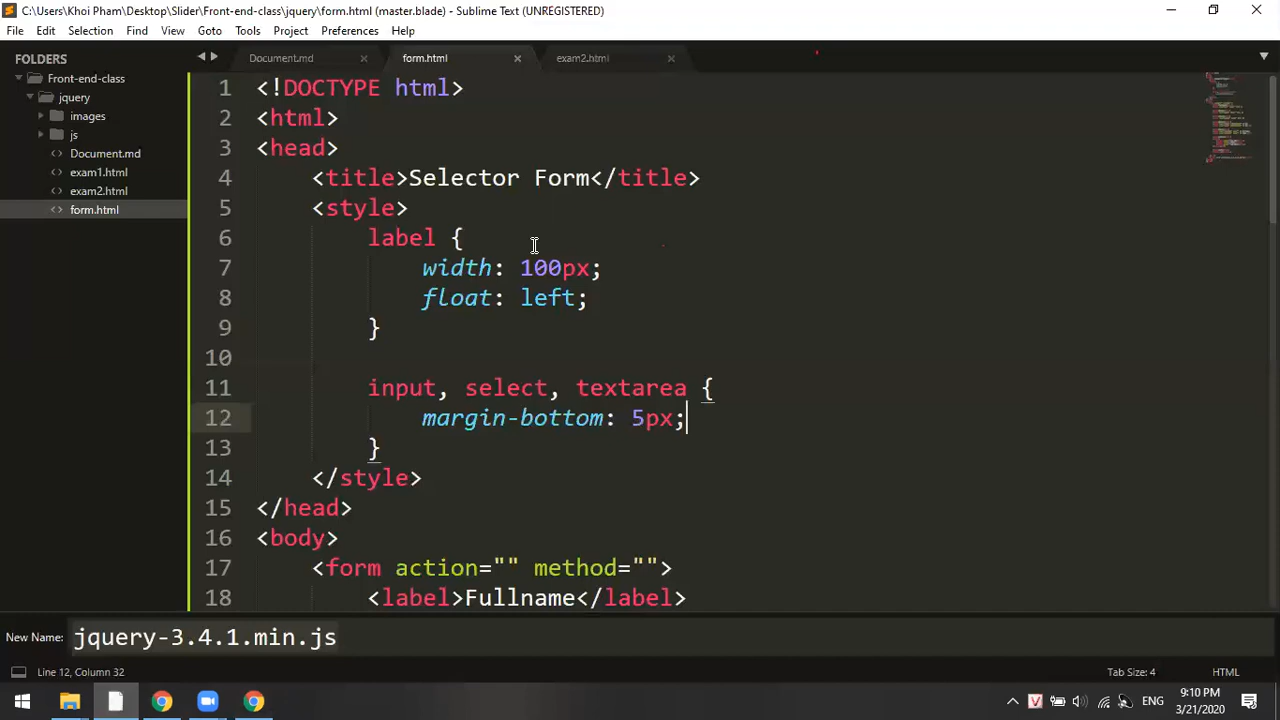 C:\Users\Khoi Pham\Desktop\Slider\Front-end-class\jquery\form.html (master.blade) - Sublime Text (UNREGISTERED)
File Edit Selection Find View Goto Tools Project Preferences Help
FOLDERS
Front-end-class
jquery
images
js
Document.md
exam1.html
exam2.html
form.html
Document.md form.html exam2.html
1 <!DOCTYPE html>
2 <html>
3 <head>
4 <title>Selector Form</title>
5 <style>
6 label {
7 width: 100px;
8 float: left;
9 }
10
11 input, select, textarea {
12 margin-bottom: 5px;
13 }
14 </style>
15 </head>
16 <body>
17 <form action="" method="">
18 <label>Fullname</label>
New Name: jquery-3.4.1.min.js
Line 12, Column 32 Tab Size: 4 HTML
V ENG 9:10 PM
3/21/2020